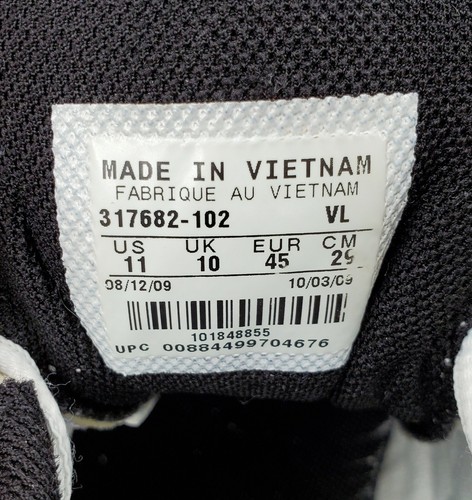 MADE IN VIETNAM
FABRIQUE AU VIETNAM
317682-102 VL
US UK EUR CM
11 10 45 29
08/12/09 10/03/09
101848855
UPC 00884499704676